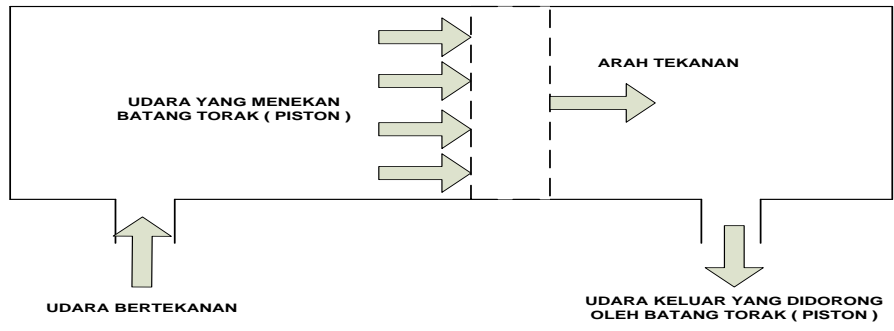 ARAH TEKANAN
UDARA YANG MENEKAN
BATANG TORAK ( PISTON )
UDARA BERTEKANAN
UDARA KELUAR YANG DIDORONG
OLEH BATANG TORAK ( PISTON )